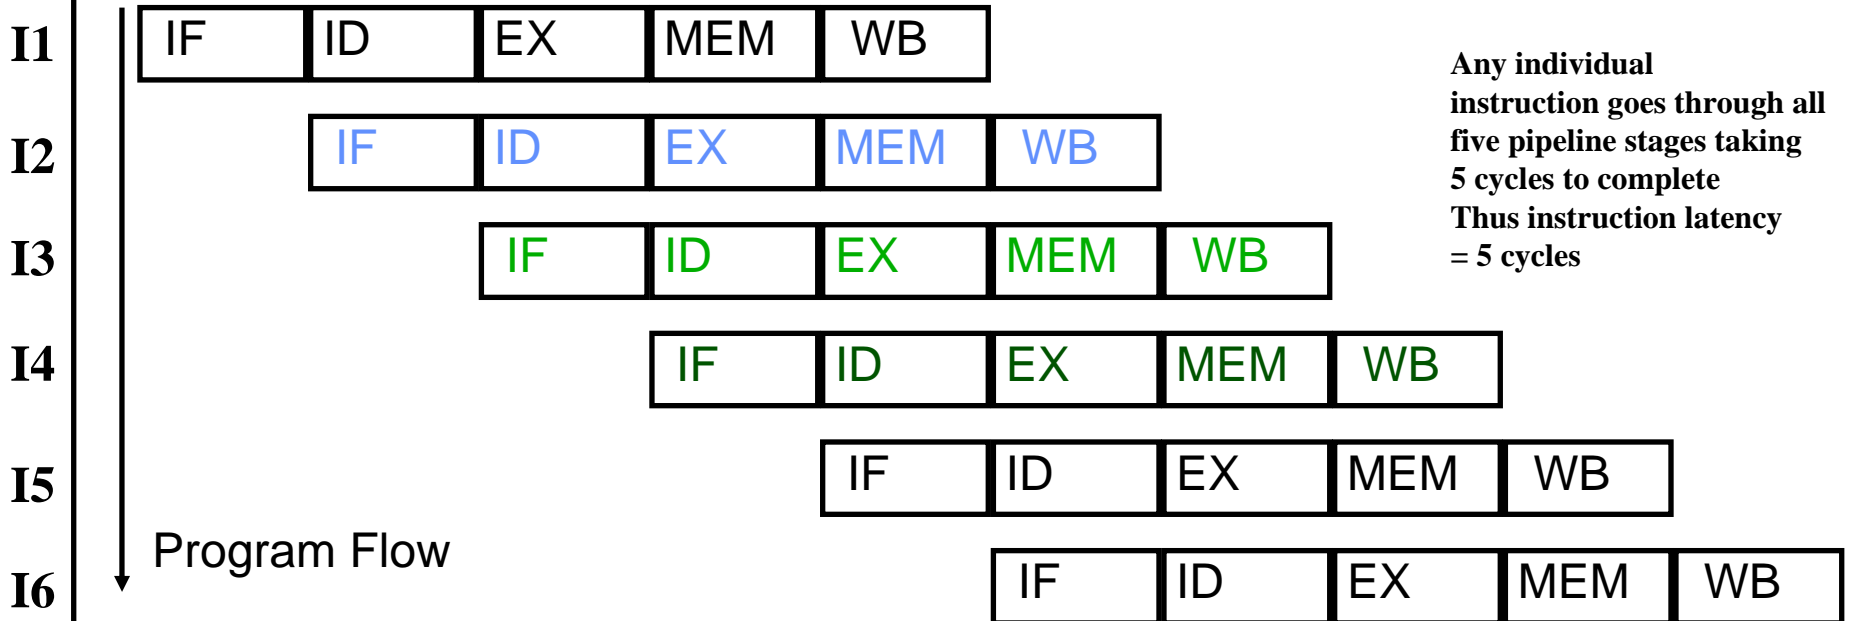 I1 IF ID EX MEM WB
Any individual
instruction goes through all
five pipeline stages taking
5 cycles to complete
Thus instruction latency
= 5 cycles
I2 IF ID EX MEM WB
I3 IF ID EX MEM WB
I4 IF ID EX MEM WB
I5 IF ID EX MEM WB
Program Flow
I6 IF ID EX MEM WB